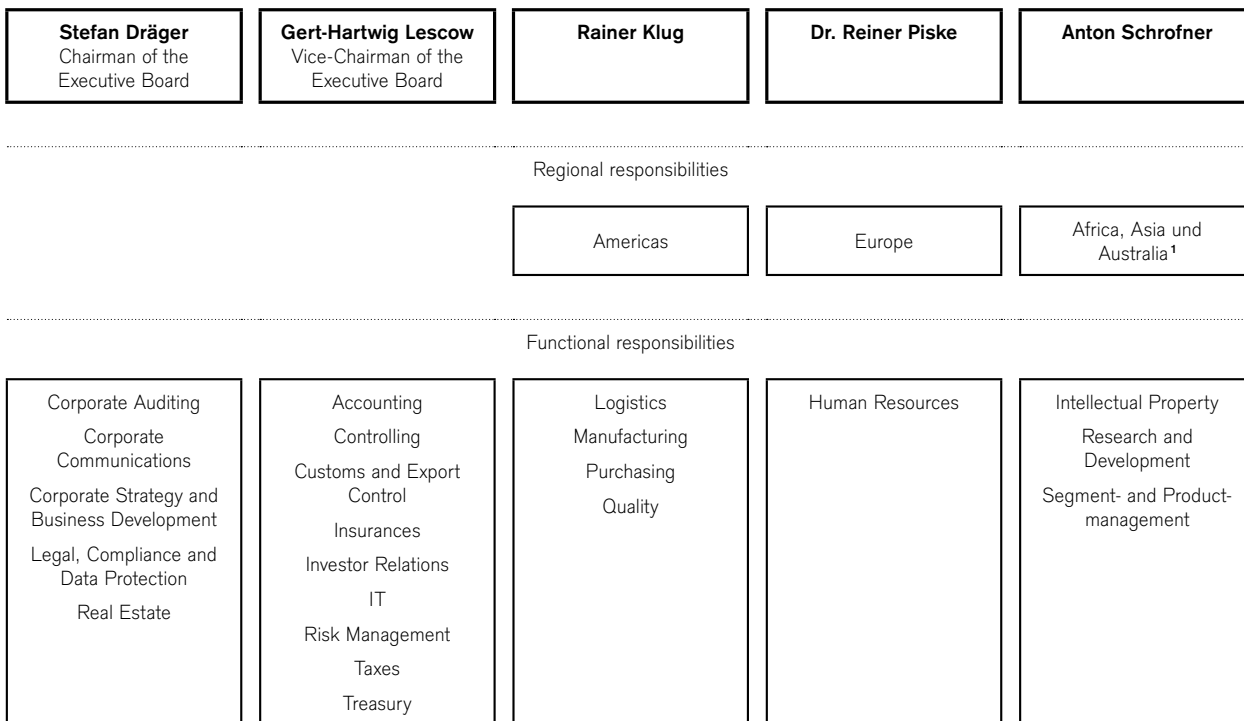 Stefan Dräger
Chairman of the
Executive Board
Gert-Hartwig Lescow
Vice-Chairman of the
Executive Board
Rainer Klug
Dr. Reiner Piske
Anton Schrofner
Regional responsibilities
Americas
Europe
Africa, Asia und
Australia¹
Functional responsibilities
Corporate Auditing
Corporate
Communications
Corporate Strategy and
Business Development
Legal, Compliance and
Data Protection
Real Estate
Accounting
Controlling
Customs and Export
Control
Insurances
Investor Relations
IT
Risk Management
Taxes
Treasury
Logistics
Manufacturing
Purchasing
Quality
Human Resources
Intellectual Property
Research and
Development
Segment- and Product-
management